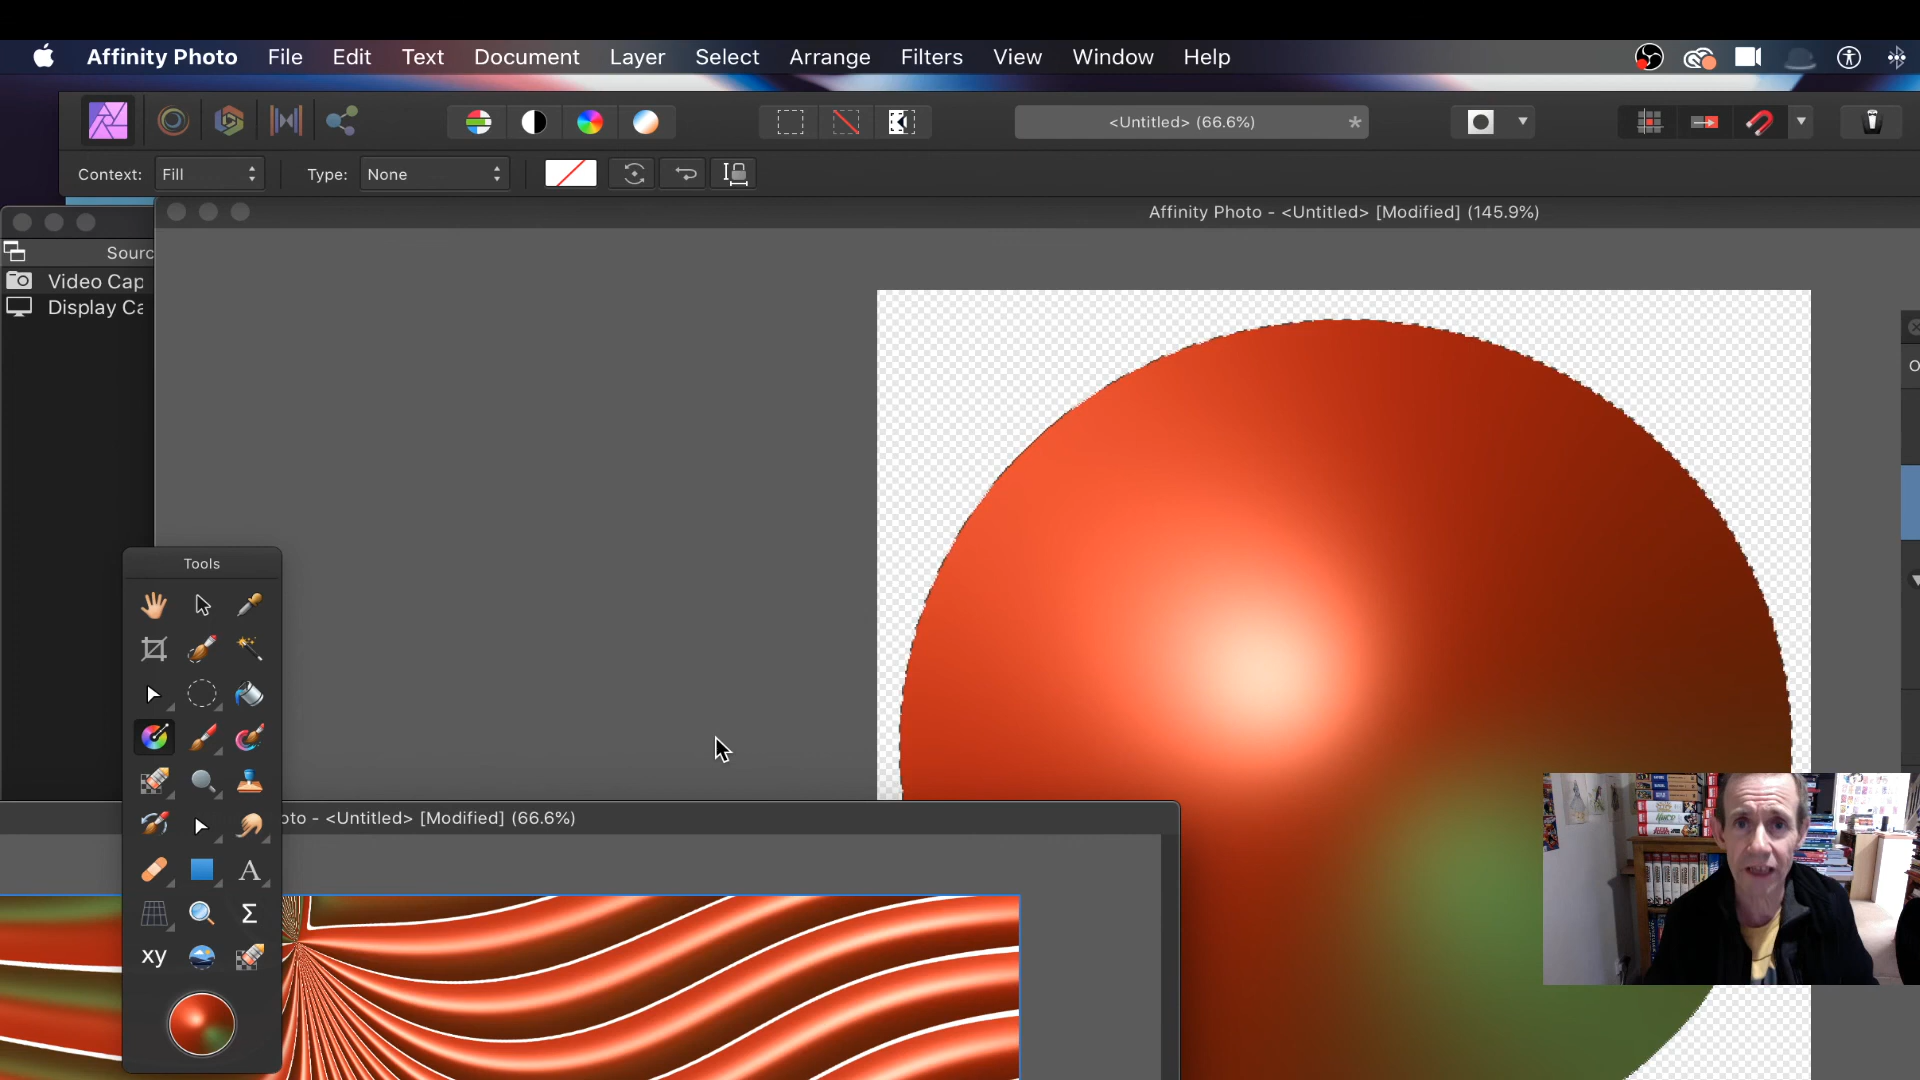 Affinity Photo File Edit Text Document Layer Select Arrange Filters View Window Help
<Untitled> (66.6%) *
Context: Fill Type: None
Affinity Photo - <Untitled> [Modified] (145.9%)
Sourc
Video Cap
Display Ca
Tools
oto - <Untitled> [Modified] (66.6%)
A
Σ
xy